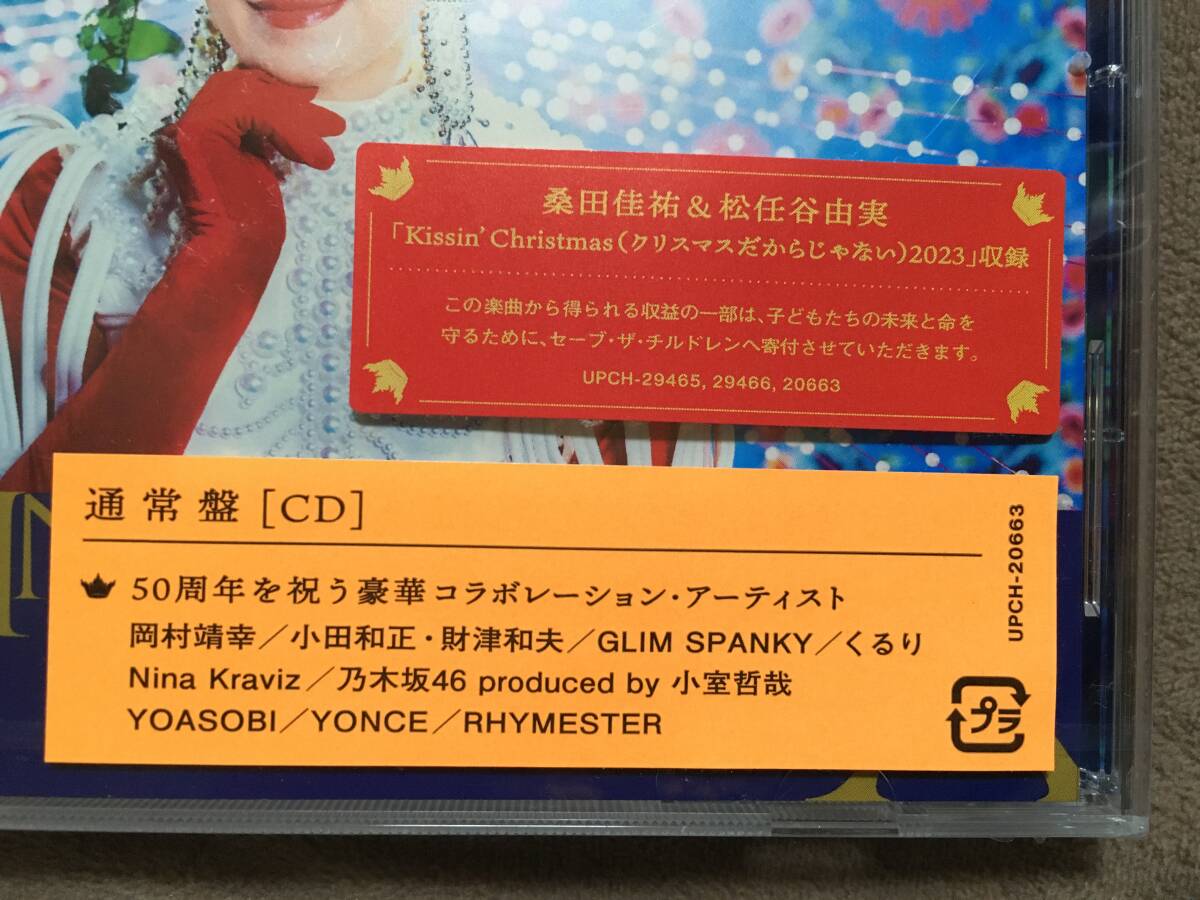 桑田佳祐&松任谷由実
「Kissin' Christmas(クリスマスだからじゃない)2023」収録
この楽曲から得られる収益の一部は、子どもたちの未来と命を
守るために、セーブ・ザ・チルドレンへ寄付させていただきます。
UPCH-29465, 29466, 20663
通常盤[CD]
50周年を祝う豪華コラボレーション・アーティスト
岡村靖幸/小田和正・財津和夫/GLIM SPANKY/くるり
Nina Kraviz/乃木坂46 produced by 小室哲哉
YOASOBI/YONCE/RHYMESTER
UPCH-20663
プラ